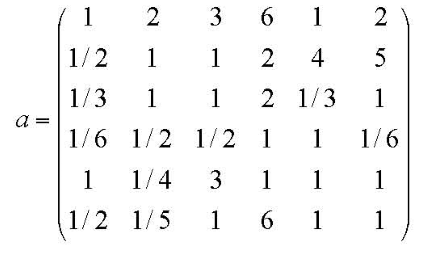 1 2 3 6 1 2
1/2 1 1 2 4 5
1/3 1 1 2 1/3 1
a = 1/6 1/2 1/2 1 1 1/6
1 1/4 3 1 1 1
1/2 1/5 1 6 1 1